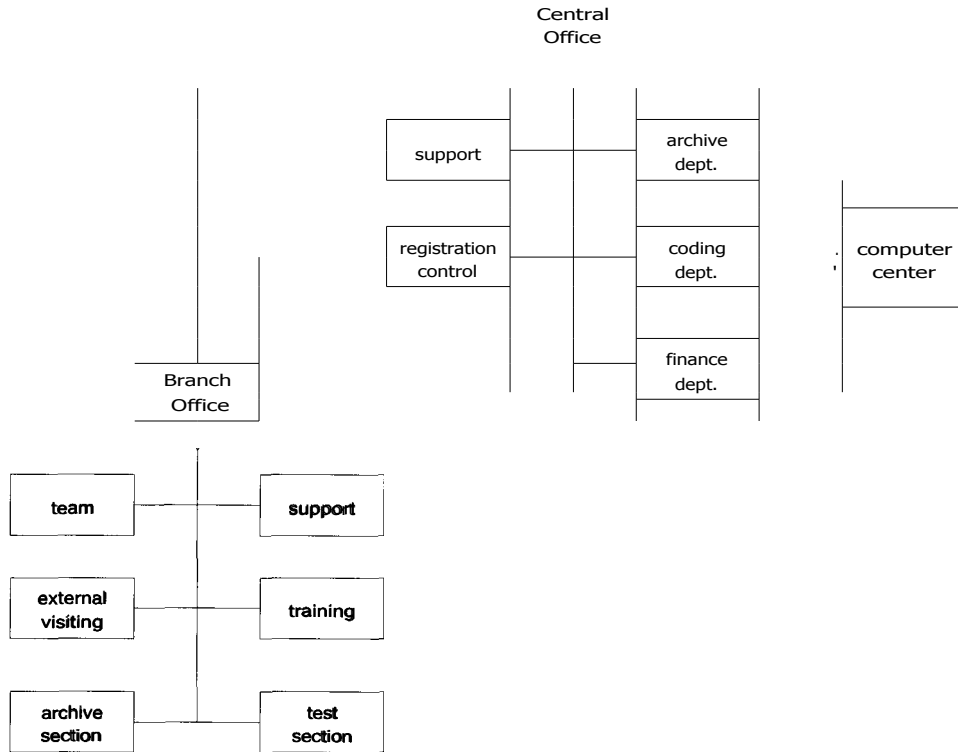 Central
Office
support
archive
dept.
registration
control
coding
dept.
computer
center
finance
dept.
Branch
Office
team
support
external
visiting
training
archive
section
test
section